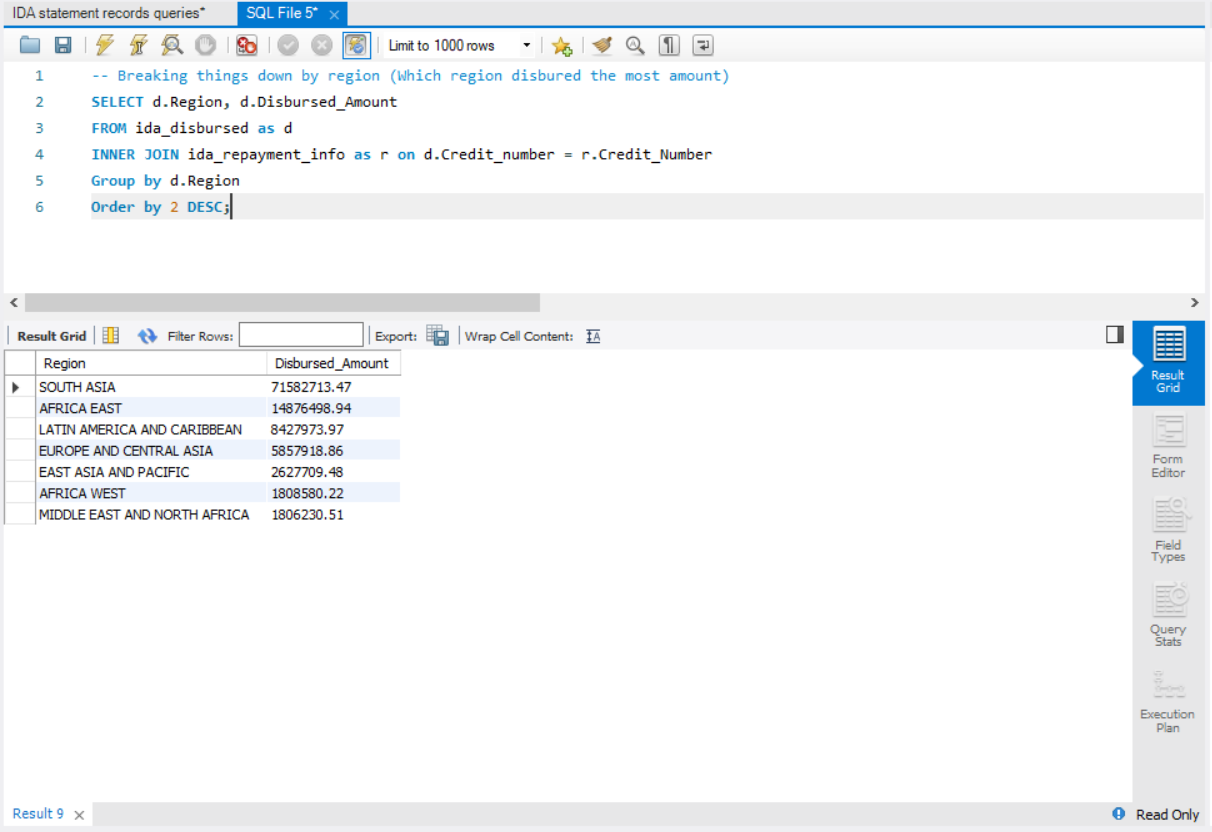 IDA statement records queries*
SQL File 5* ×
Limit to 1000 rows
1 -- Breaking things down by region (Which region disbured the most amount)
2 SELECT d.Region, d.Disbursed_Amount
3 FROM ida_disbursed as d
4 INNER JOIN ida_repayment_info as r on d.Credit_number = r.Credit_Number
5 Group by d.Region
6 Order by 2 DESC;
Result Grid Filter Rows: Export: Wrap Cell Content:
Region Disbursed_Amount
SOUTH ASIA 71582713.47
AFRICA EAST 14876498.94
LATIN AMERICA AND CARIBBEAN 8427973.97
EUROPE AND CENTRAL ASIA 5857918.86
EAST ASIA AND PACIFIC 2627709.48
AFRICA WEST 1808580.22
MIDDLE EAST AND NORTH AFRICA 1806230.51
Result
Grid
Form
Editor
Field
Types
Query
Stats
Execution
Plan
Result 9 ×
Read Only